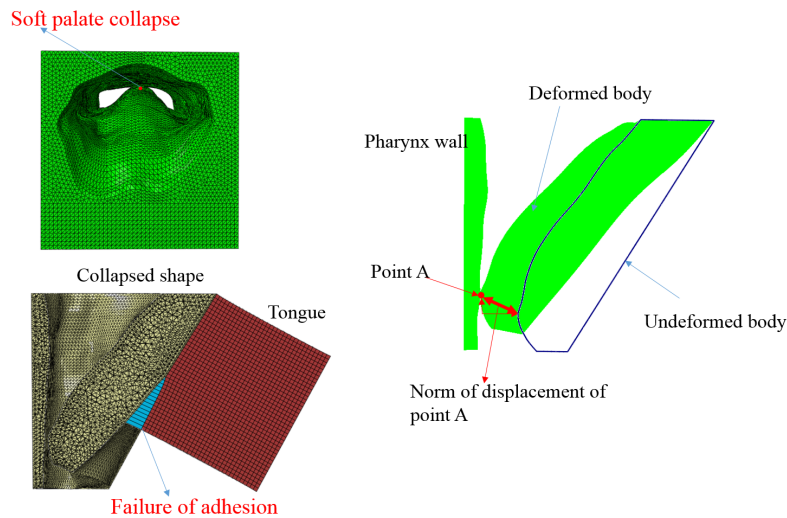 Soft palate collapse
Collapsed shape
Tongue
Failure of adhesion
Deformed body
Pharynx wall
Point A
Undeformed body
Norm of displacement of
point A